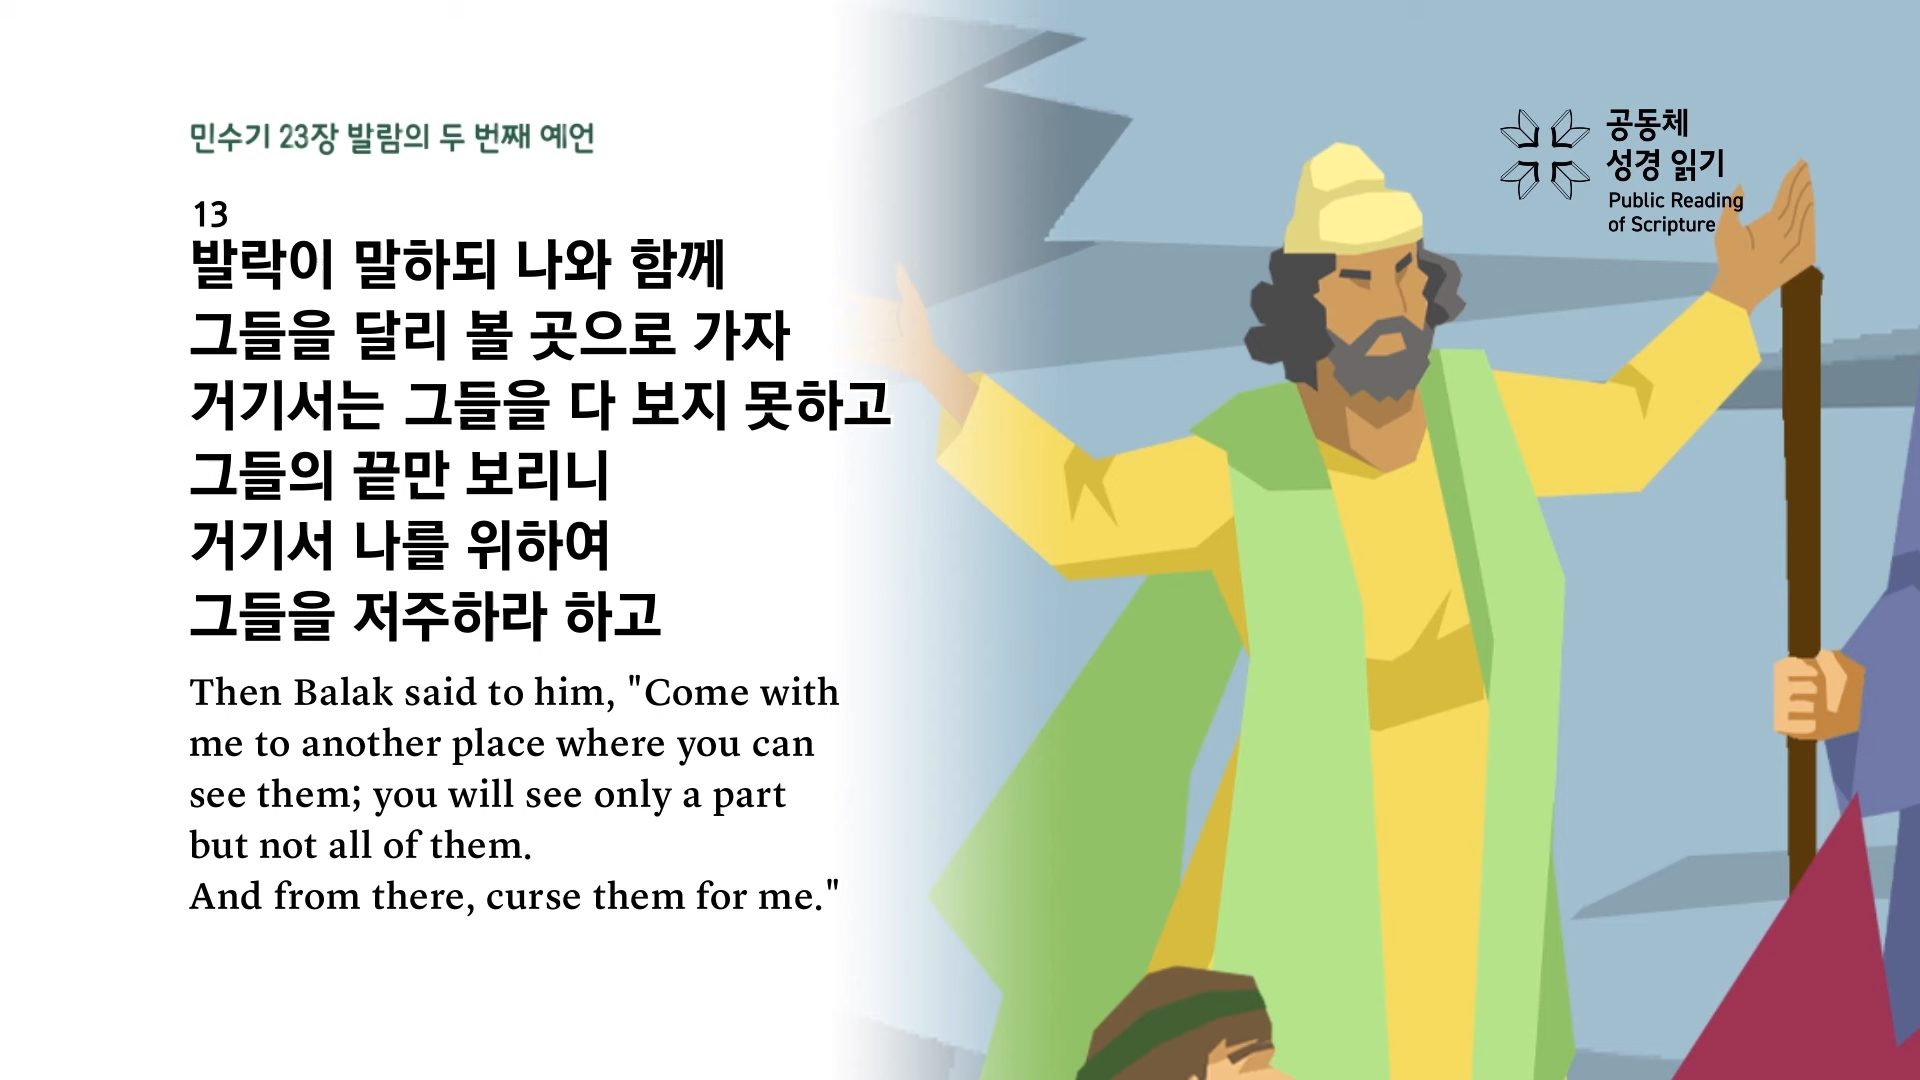 민수기 23장 발람의 두 번째 예언
13
발락이 말하되 나와 함께
그들을 달리 볼 곳으로 가자
거기서는 그들을 다 보지 못하고
그들의 끝만 보리니
거기서 나를 위하여
그들을 저주하라 하고
Then Balak said to him, "Come with
me to another place where you can
see them; you will see only a part
but not all of them.
And from there, curse them for me."
공동체
성경 읽기
Public Reading
of Scripture